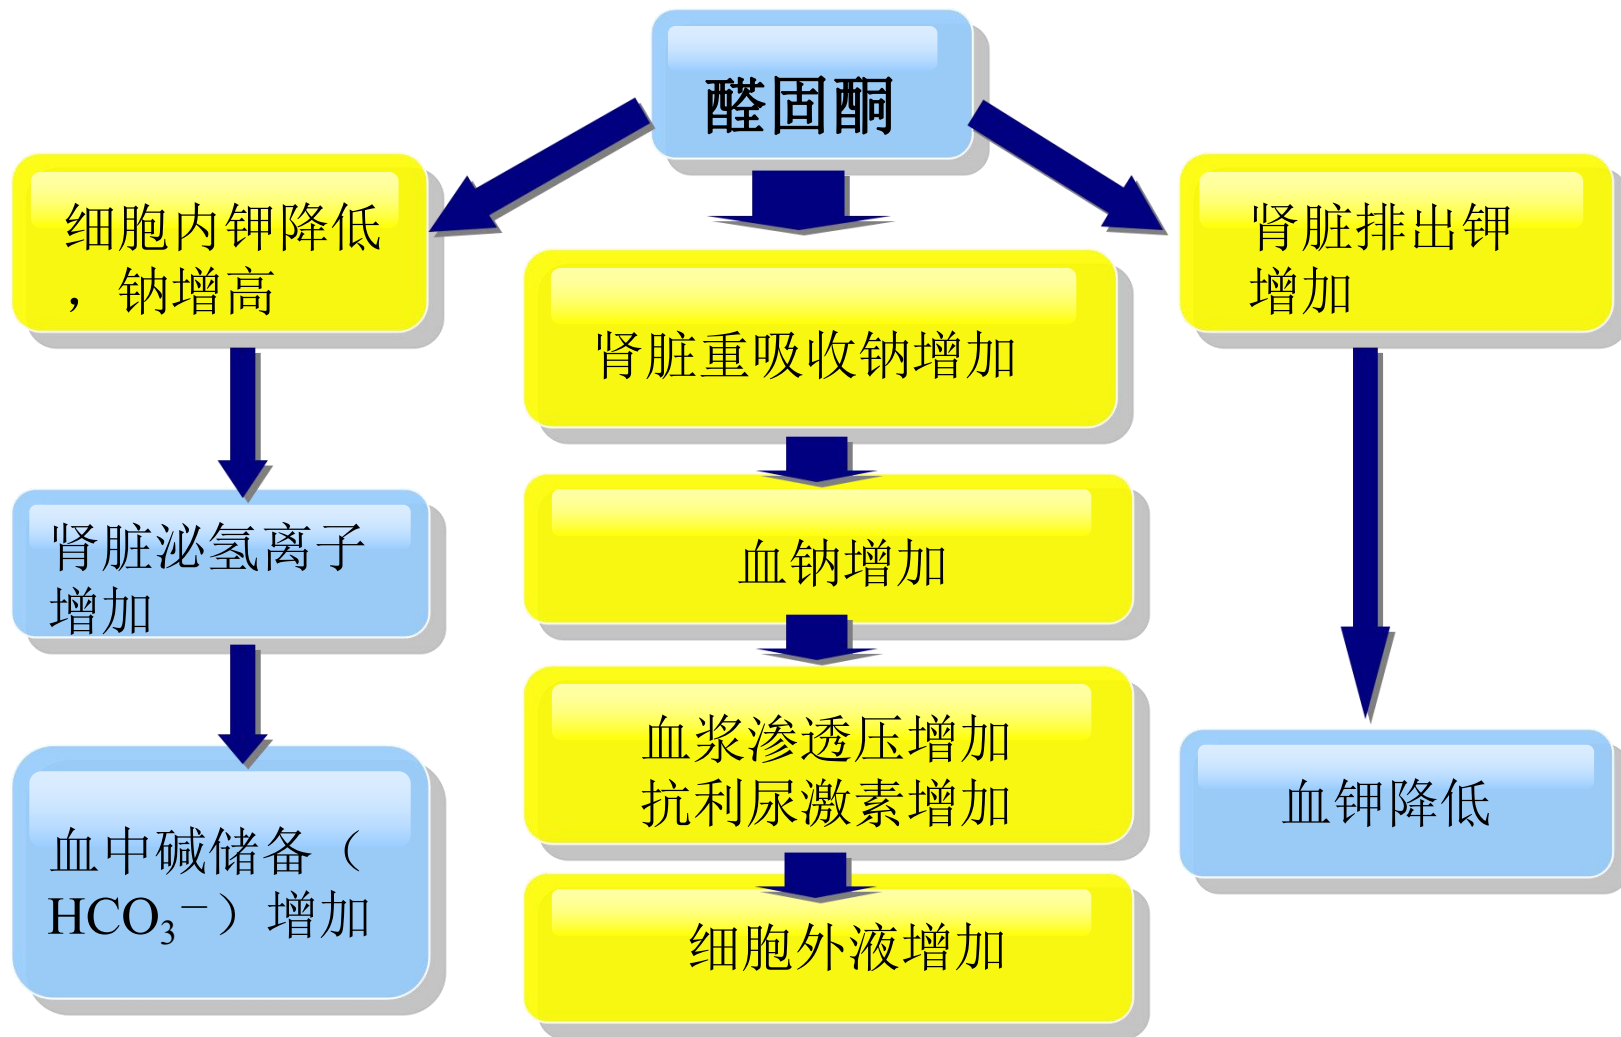 醛固酮
细胞内钾降低
，钠增高
肾脏泌氢离子
增加
血中碱储备（
HCO₃⁻）增加
肾脏重吸收钠增加
血钠增加
血浆渗透压增加
抗利尿激素增加
细胞外液增加
肾脏排出钾
增加
血钾降低